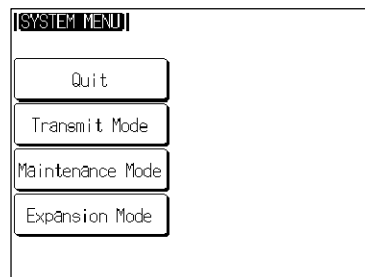 SYSTEM MENU
Quit
Transmit Mode
Maintenance Mode
Expansion Mode